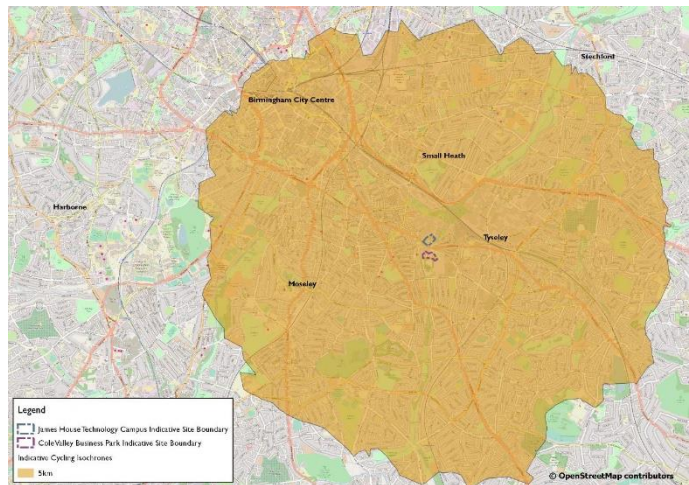 Stechford
Birmingham City Centre
Small Heath
Harborne
Tyseley
Moseley
Legend
James House Technology Campus Indicative Site Boundary
Cole Valley Business Park Indicative Site Boundary
Indicative Cycling Isochrones
5km
© OpenStreetMap contributors